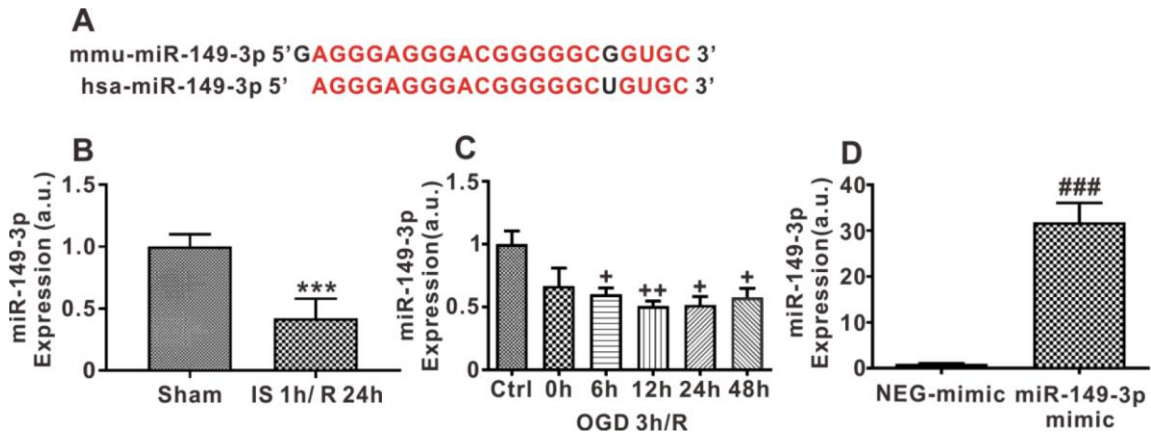 A
mmu-miR-149-3p 5’GAGGGAGGGACGGGGGCGGUGC 3’
hsa-miR-149-3p 5’ AGGGAGGGACGGGGGCUGUGC 3’
B
miR-149-3p
Expression (a.u.)
1.5
1.0
0.5
0
***
Sham
IS 1h/ R 24h
C
miR-149-3p
Expression(a.u.)
1.5
1
0.5
0
+
++
+
+
Ctrl 0h 6h 12h 24h 48h
OGD 3h/R
D
miR-149-3p
Expression(a.u.)
40
30
20
10
0
###
NEG-mimic
miR-149-3p
mimic